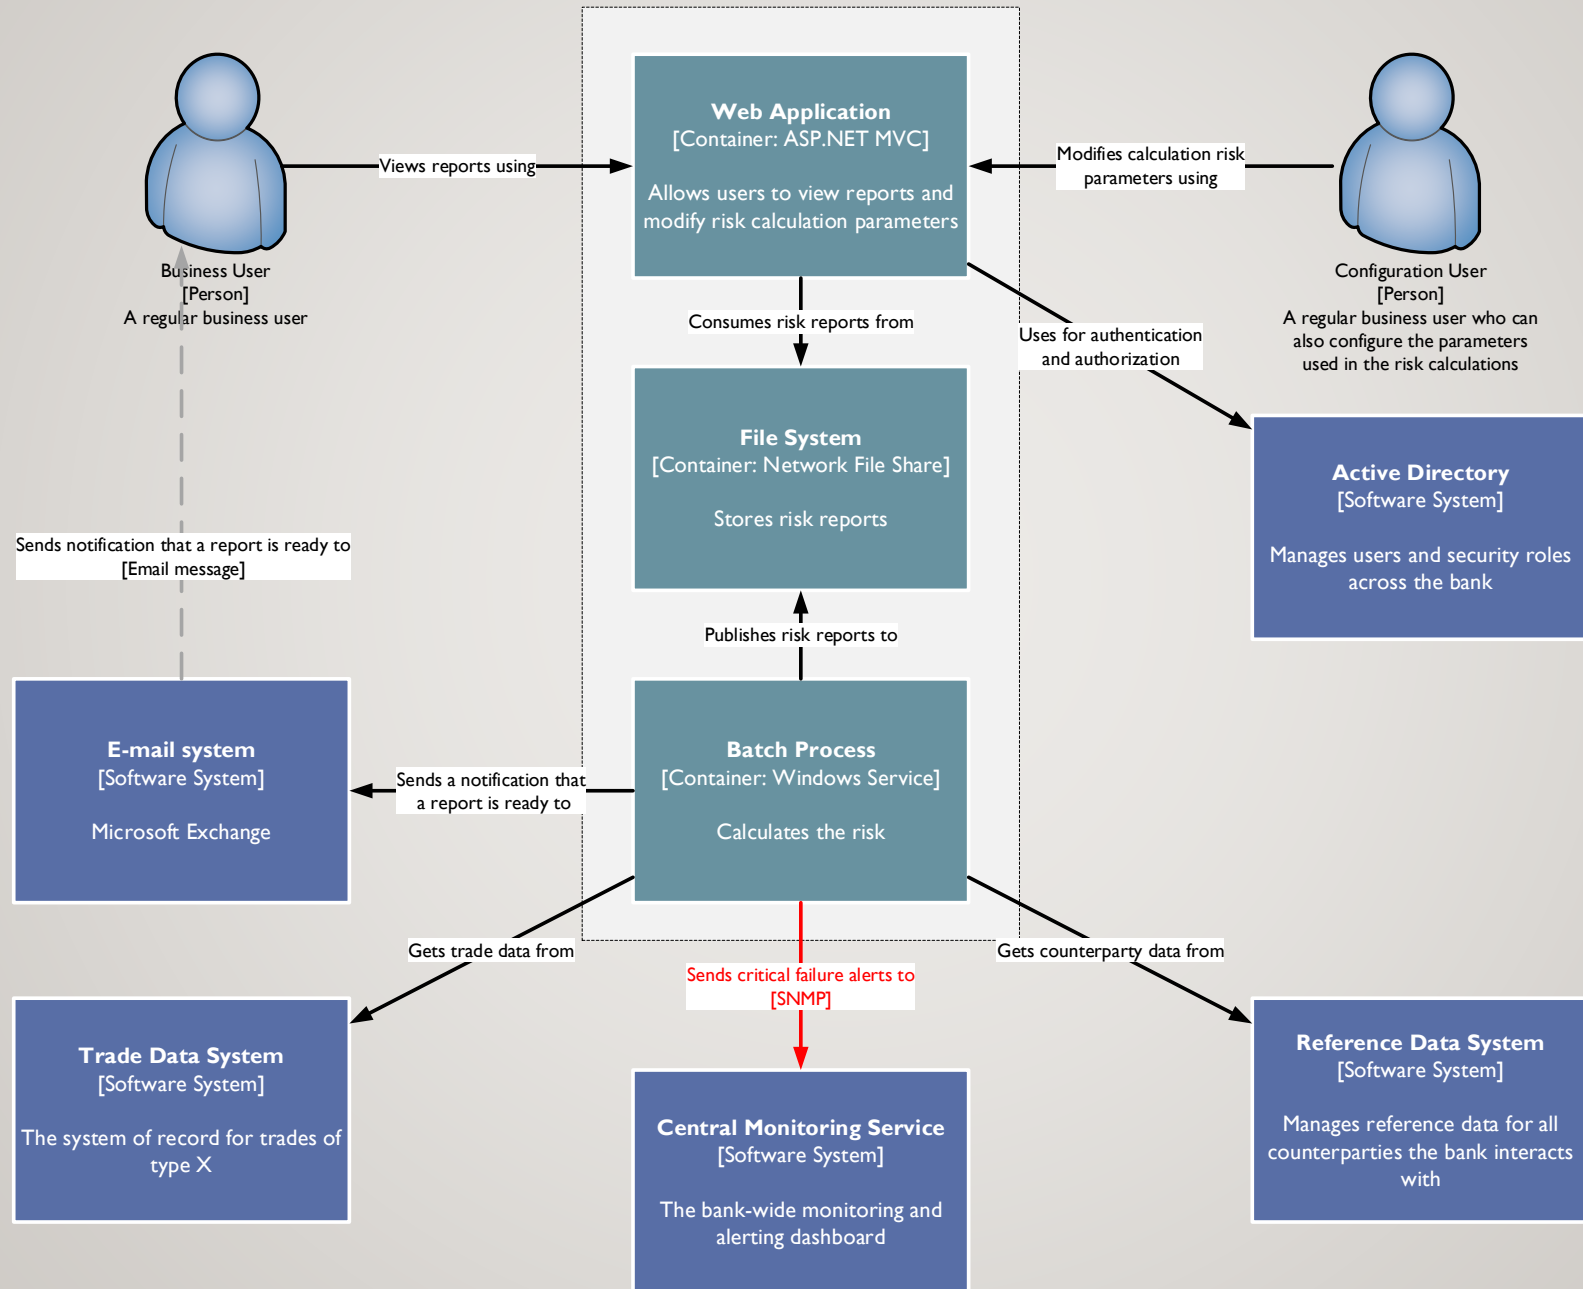 Web Application
[Container: ASP.NET MVC]
Allows users to view reports and
modify risk calculation parameters
Views reports using
Modifies calculation risk
parameters using
Business User
[Person]
A regular business user
Configuration User
[Person]
A regular business user who can
also configure the parameters
used in the risk calculations
Consumes risk reports from
Uses for authentication
and authorization
File System
[Container: Network File Share]
Stores risk reports
Active Directory
[Software System]
Manages users and security roles
across the bank
Sends notification that a report is ready to
[Email message]
Publishes risk reports to
E-mail system
[Software System]
Microsoft Exchange
Sends a notification that
a report is ready to
Batch Process
[Container: Windows Service]
Calculates the risk
Gets trade data from
Sends critical failure alerts to
[SNMP]
Gets counterparty data from
Trade Data System
[Software System]
The system of record for trades of
type X
Central Monitoring Service
[Software System]
The bank-wide monitoring and
alerting dashboard
Reference Data System
[Software System]
Manages reference data for all
counterparties the bank interacts
with